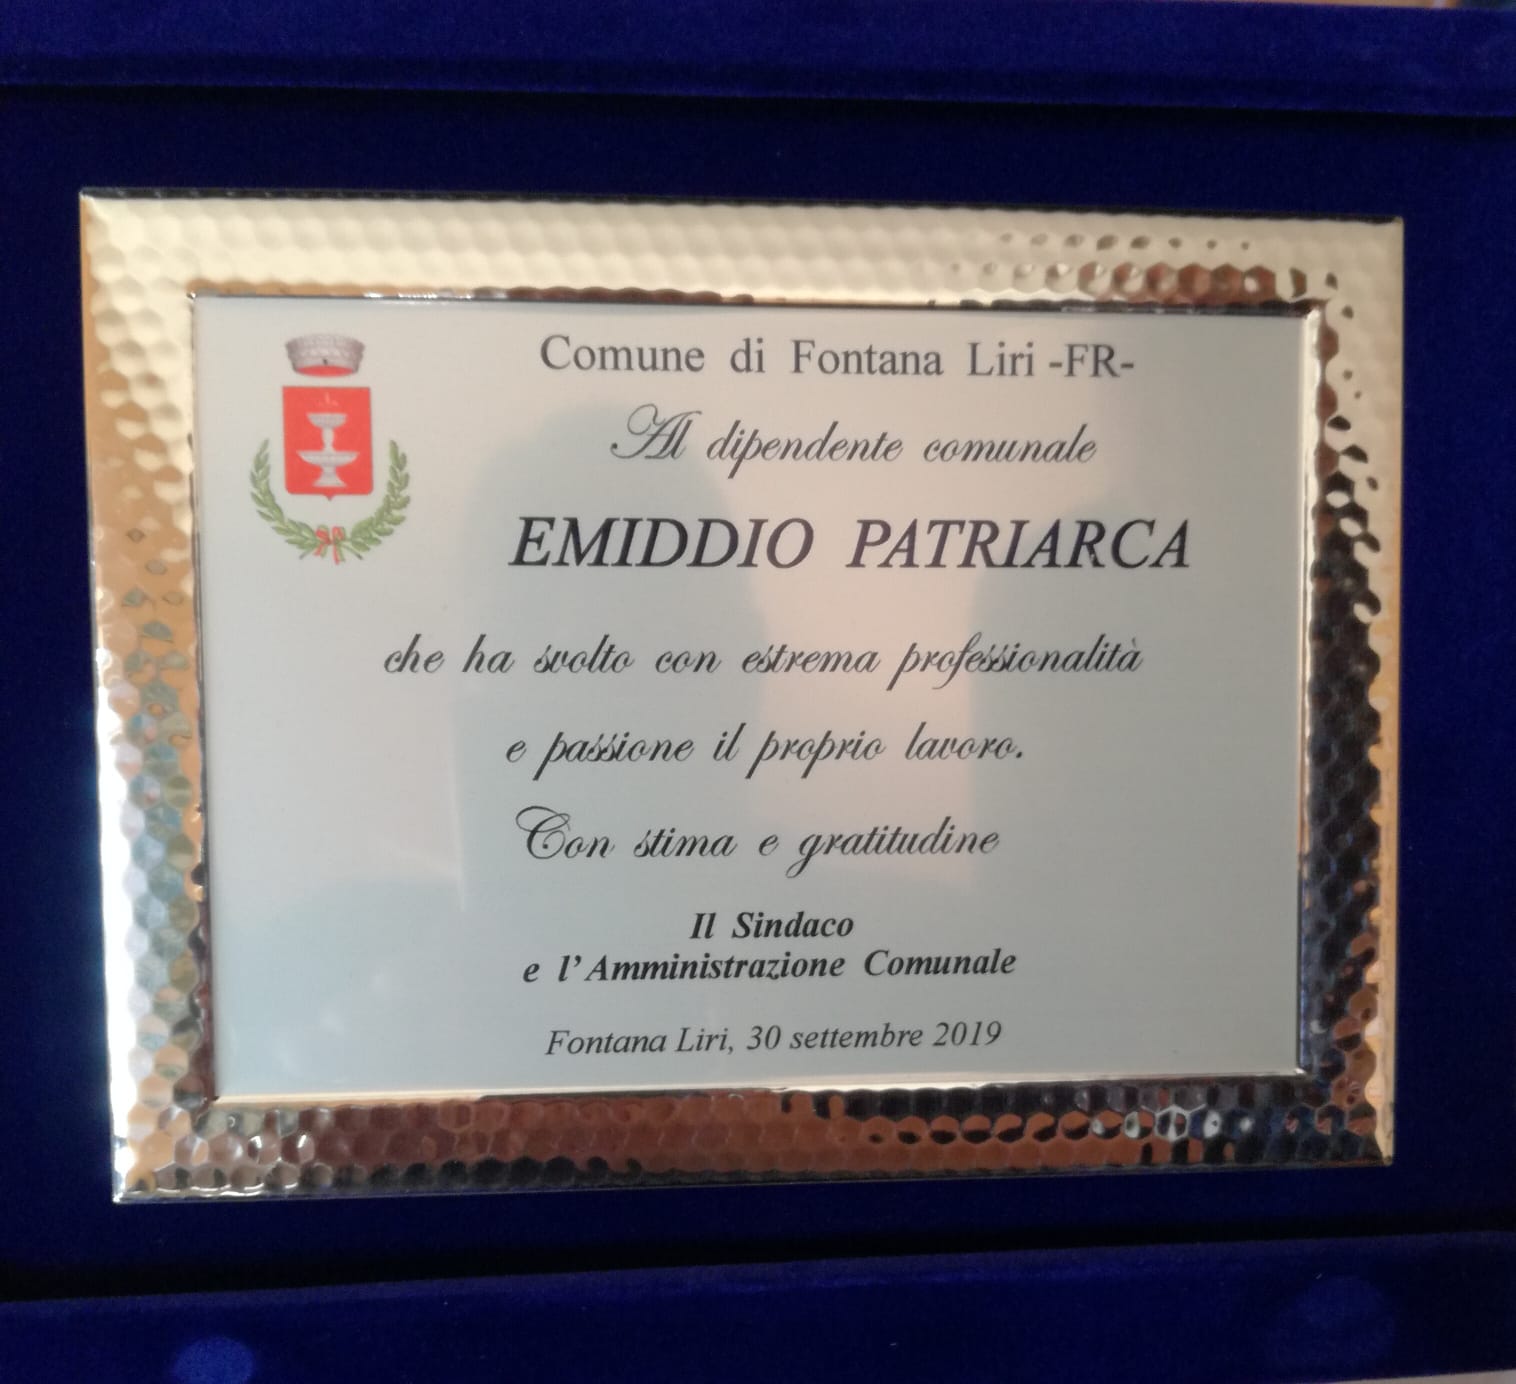 Comune di Fontana Liri -FR-
Al dipendente comunale
EMIDDIO PATRIARCA
che ha svolto con estrema professionalità
e passione il proprio lavoro.
Con stima e gratitudine
Il Sindaco
e l’Amministrazione Comunale
Fontana Liri, 30 settembre 2019